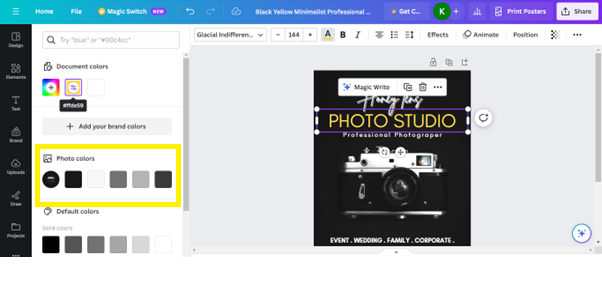 Home
File
Magic Switch
NEW
Black Yellow Minimalist Professional ...
Get C
K
Print Posters
Share
Design
Elements
Text
Brand
Uploads
Draw
Projects
Try "blue" or "#00c4cc"
Document colors
#ffde59
Add your brand colors
Photo colors
Default colors
Solid colors
Glacial Indifferen...
- 144 +
A
B
I
Effects
Animate
Position
Magic Write
Honly lens
PHOTO STUDIO
Professional Photograper
EVENT . WEDDING . FAMILY . CORPORATE .